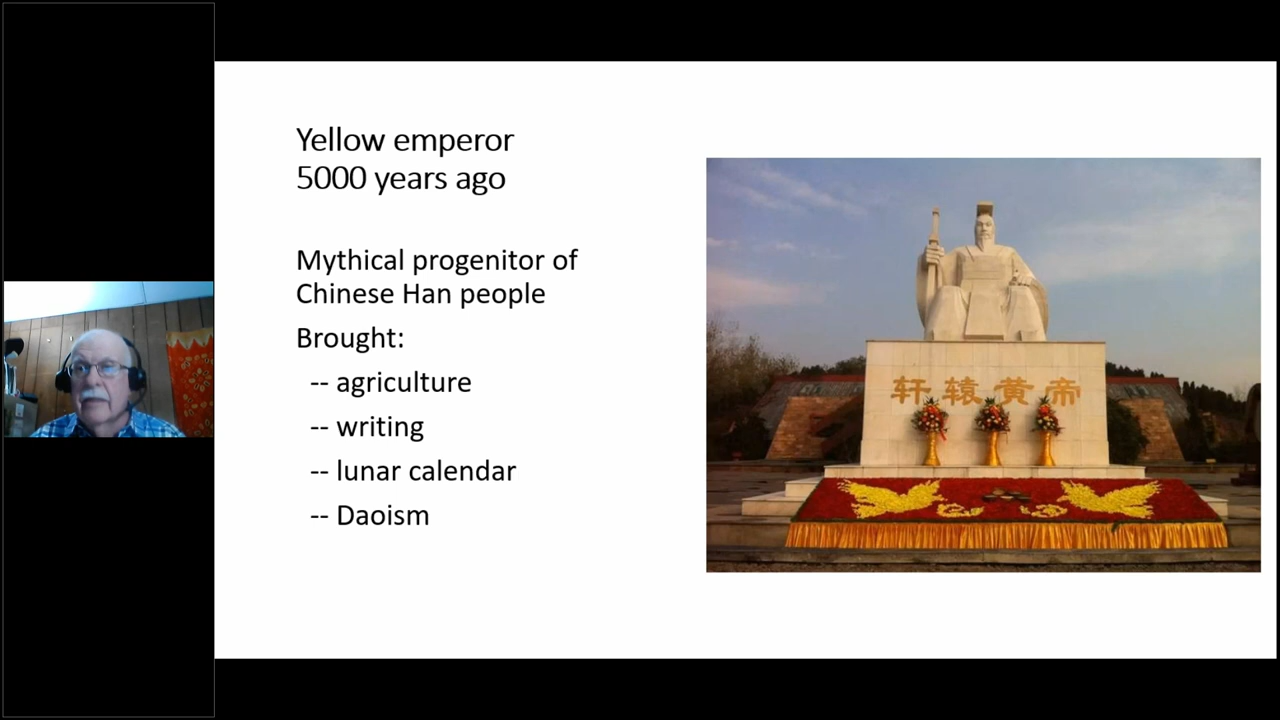 Yellow emperor
5000 years ago
Mythical progenitor of
Chinese Han people
Brought:
-- agriculture
-- writing
-- lunar calendar
-- Daoism
轩辕黄帝